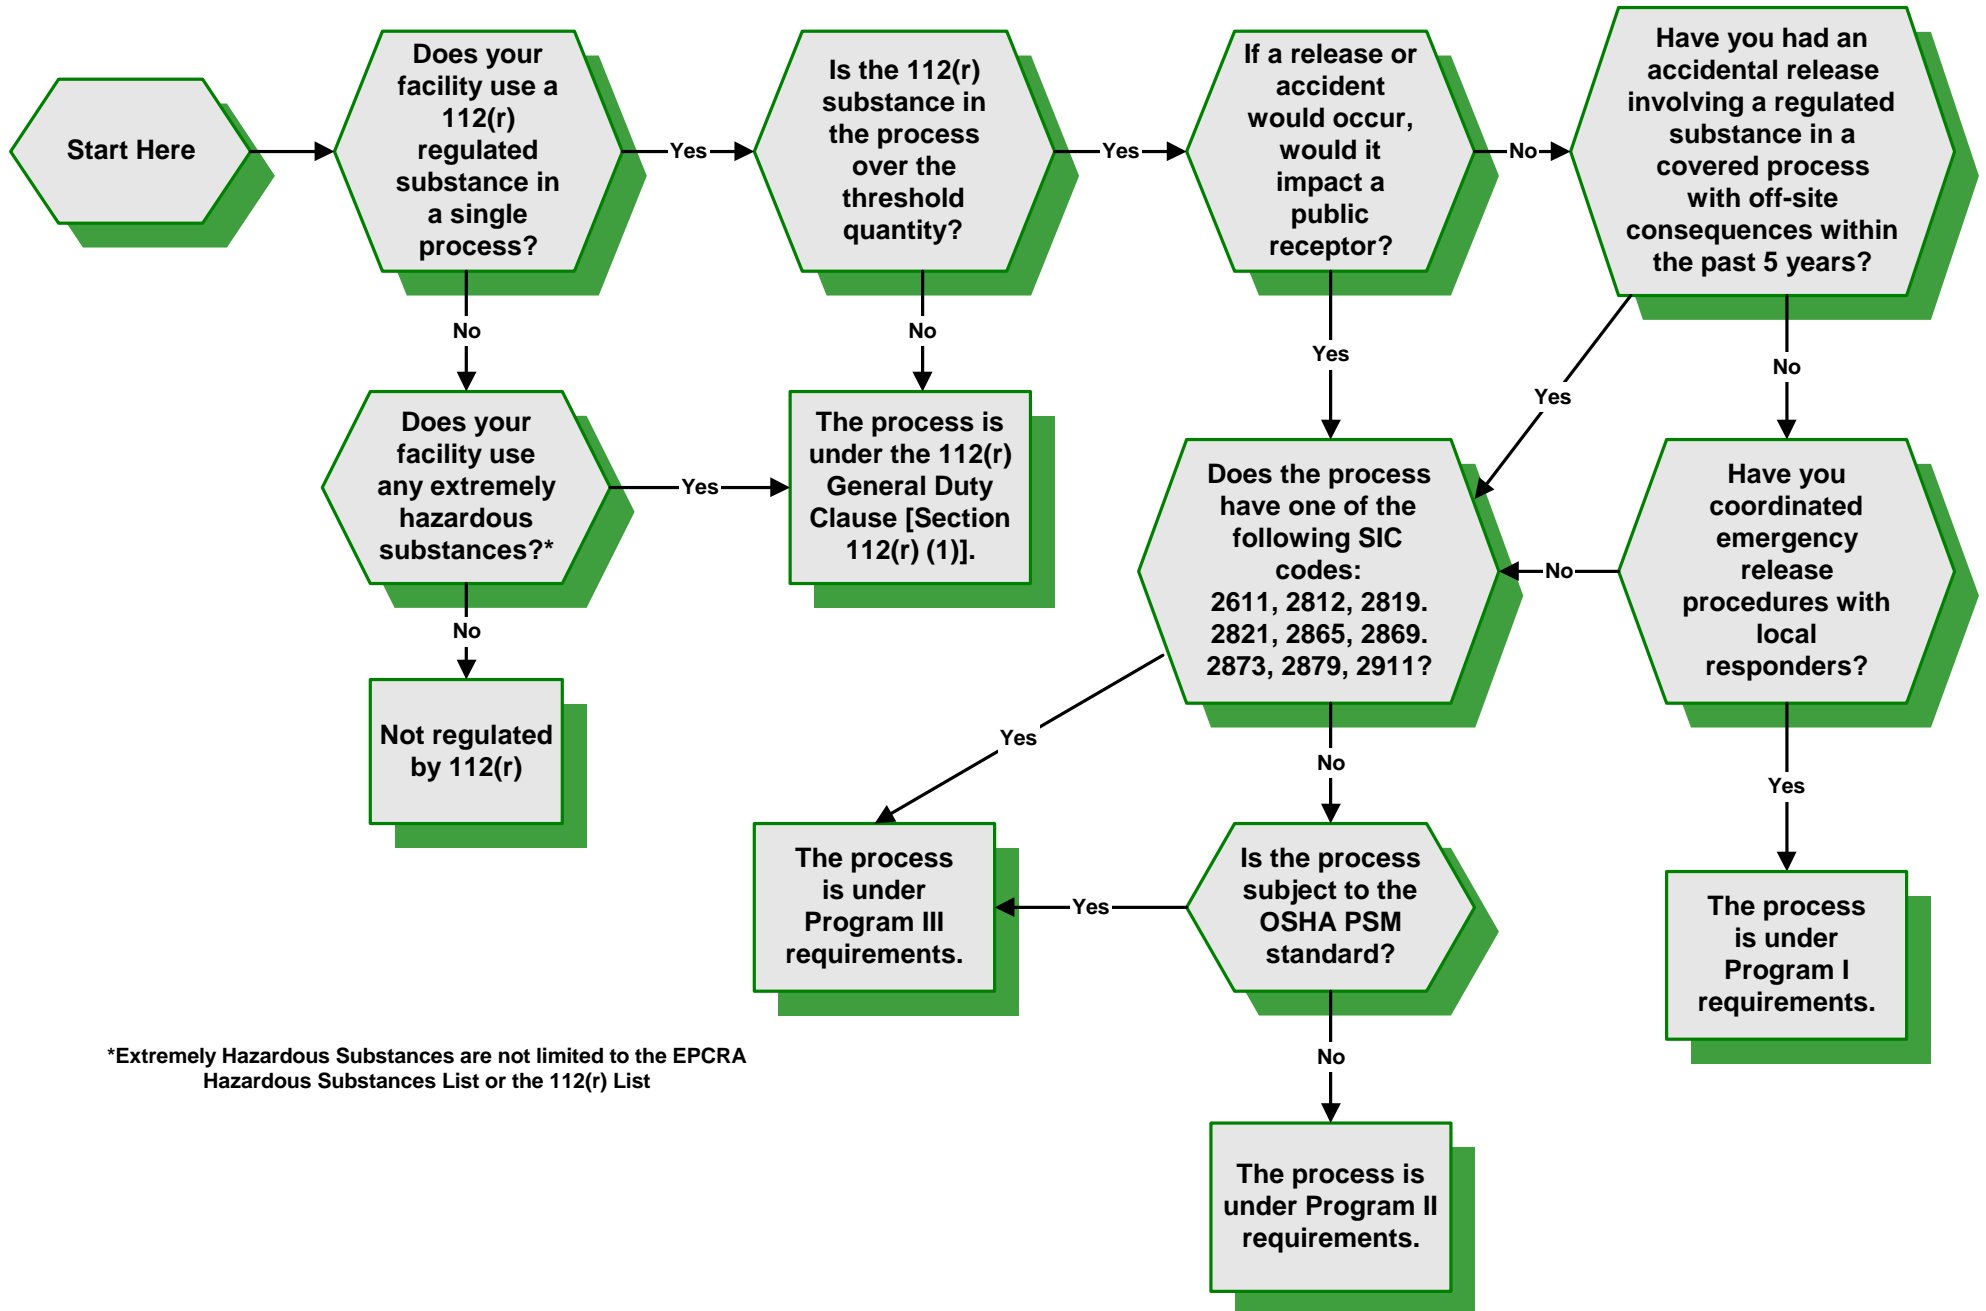 Start Here
Does your
facility use a
112(r)
regulated
substance in
a single
process?
Yes
Is the 112(r)
substance in
the process
over the
threshold
quantity?
Yes
If a release or
accident
would occur,
would it
impact a
public
receptor?
No
Have you had an
accidental release
involving a regulated
substance in a
covered process
with off-site
consequences within
the past 5 years?
No
No
Yes
Yes
No
Does your
facility use
any extremely
hazardous
substances?*
Yes
The process is
under the 112(r)
General Duty
Clause [Section
112(r) (1)].
Does the process
have one of the
following SIC
codes:
2611, 2812, 2819.
2821, 2865, 2869.
2873, 2879, 2911?
No
Have you
coordinated
emergency
release
procedures with
local
responders?
No
Yes
No
Yes
Not regulated
by 112(r)
The process
is under
Program III
requirements.
Yes
Is the process
subject to the
OSHA PSM
standard?
The process
is under
Program I
requirements.
No
*Extremely Hazardous Substances are not limited to the EPCRA
Hazardous Substances List or the 112(r) List
The process is
under Program II
requirements.